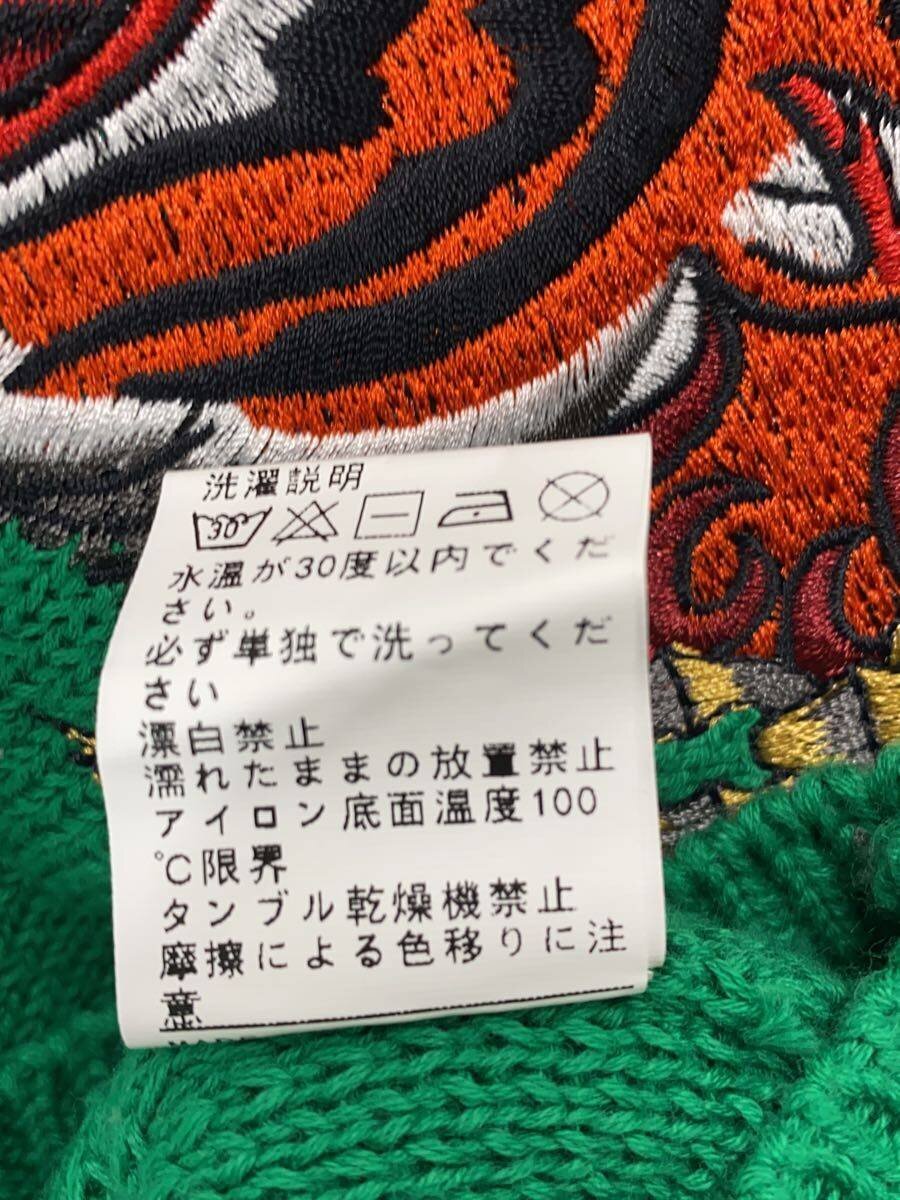 洗濯説明
30
水温が30度以内でくだ
さい。
必ず単独で洗ってくだ
さい
漂白禁止
濡れたままの放置禁止
アイロン底面温度100
℃限界
タンブル乾燥機禁止
摩擦による色移りに注
意